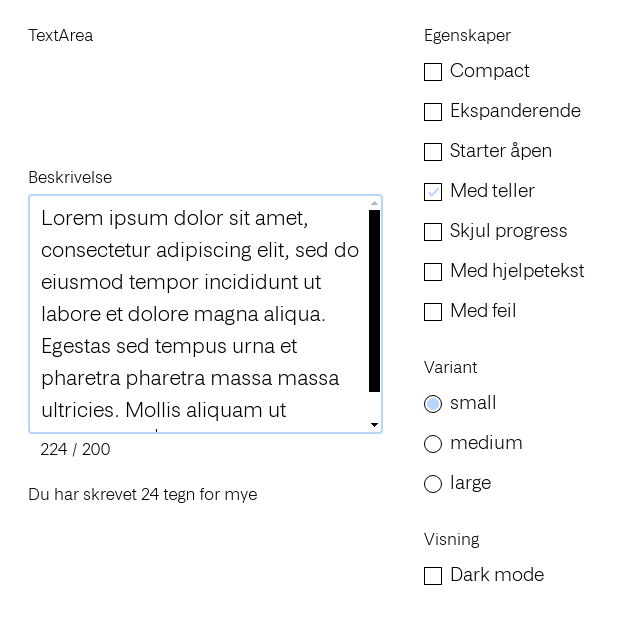 TextArea
Beskrivelse
Lorem ipsum dolor sit amet,
consectetur adipiscing elit, sed do
eiusmod tempor incididunt ut
labore et dolore magna aliqua.
Egestas sed tempus urna et
pharetra pharetra massa massa
ultricies. Mollis aliquam ut
224 / 200
Du har skrevet 24 tegn for mye
Egenskaper
Compact
Ekspanderende
Starter åpen
Med teller
Skjul progress
Med hjelpetekst
Med feil
Variant
small
medium
large
Visning
Dark mode